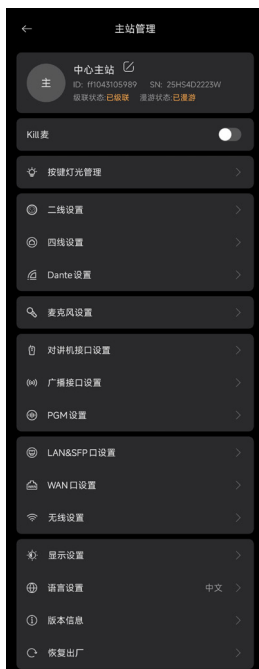 主站管理
主
中心主站
ID: ff1043105989 SN: 25HS4D2223W
级联状态:已级联 漫游状态:已漫游
Kill麦
按键灯光管理
二线设置
四线设置
Dante设置
麦克风设置
对讲机接口设置
广播接口设置
PGM设置
LAN&SFP口设置
WAN口设置
无线设置
显示设置
语言设置 中文
版本信息
恢复出厂